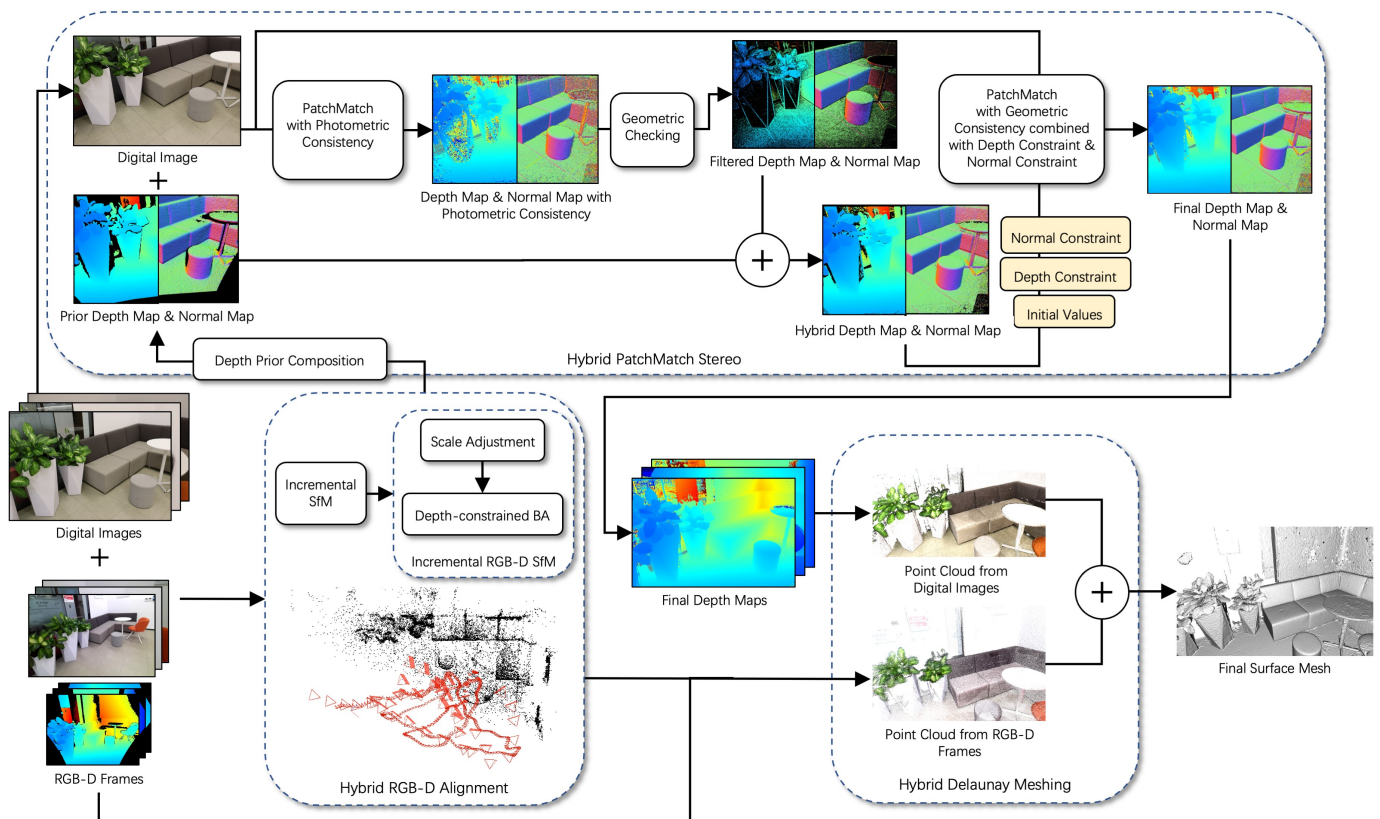 Digital Image
+
PatchMatch
with Photometric
Consistency
Depth Map & Normal Map with
Photometric Consistency
Geometric
Checking
Filtered Depth Map & Normal Map
PatchMatch
with Geometric
Consistency combined
with Depth Constraint &
Normal Constraint
Final Depth Map &
Normal Map
Prior Depth Map & Normal Map
+
Hybrid Depth Map & Normal Map
Normal Constraint
Depth Constraint
Initial Values
Depth Prior Composition
Hybrid PatchMatch Stereo
Digital Images
+
RGB-D Frames
Incremental
SfM
Scale Adjustment
Depth-constrained BA
Incremental RGB-D SfM
Hybrid RGB-D Alignment
Final Depth Maps
Point Cloud from
Digital Images
+
Point Cloud from RGB-D
Frames
Hybrid Delaunay Meshing
Final Surface Mesh